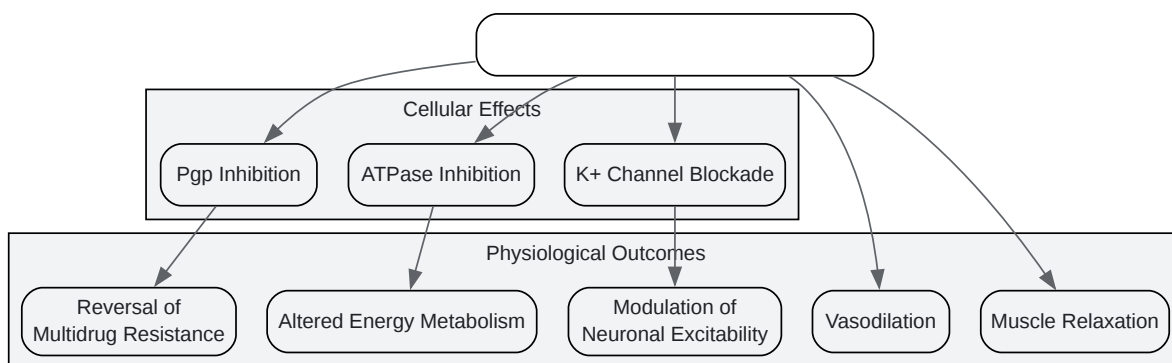 Cellular Effects
Pgp Inhibition
ATPase Inhibition
K+ Channel Blockade
Physiological Outcomes
Reversal of
Multidrug Resistance
Altered Energy Metabolism
Modulation of
Neuronal Excitability
Vasodilation
Muscle Relaxation